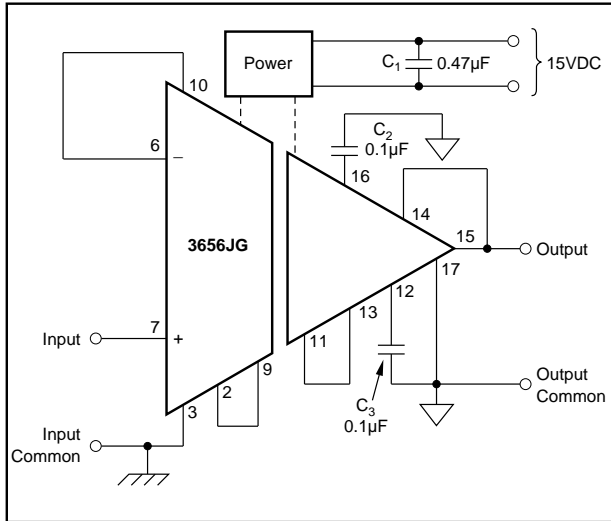 10
Power
C1 0.47µF
15VDC
C2
0.1µF
6
–
16
14
15
3656JG
17
Output
12
13
Input
7
+
11
9
2
3
C3
0.1µF
Output
Common
Input
Common